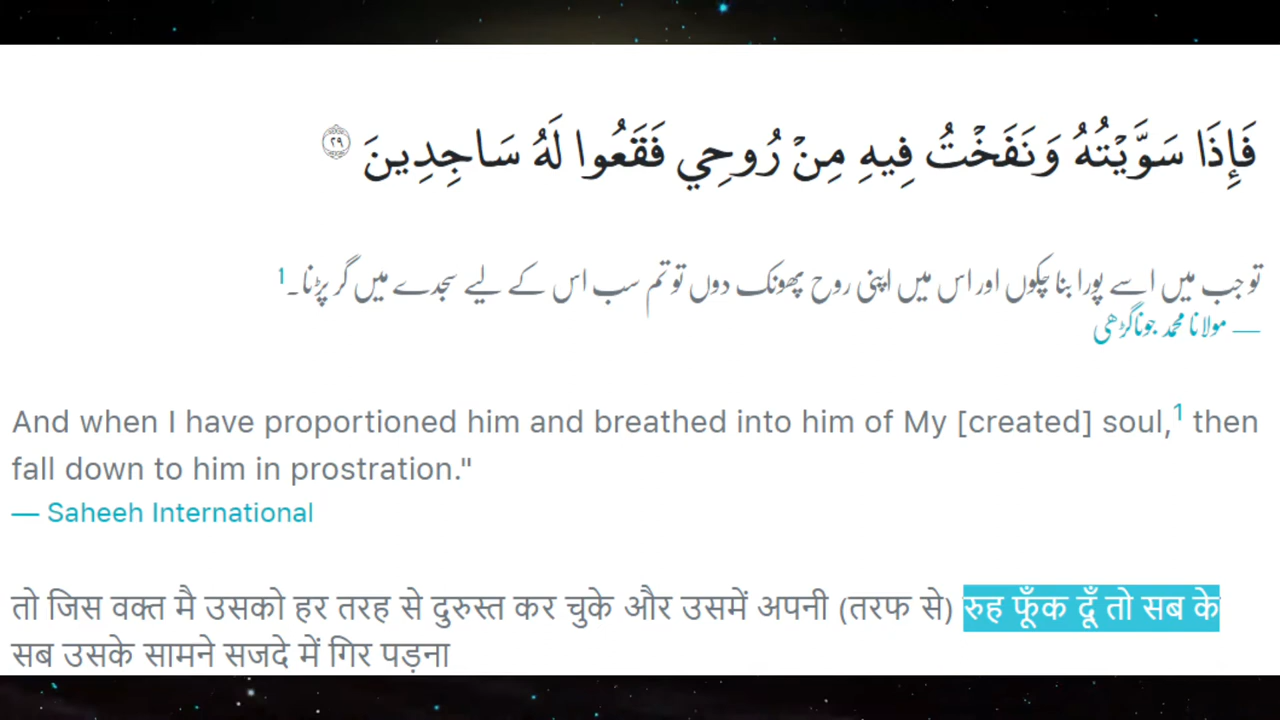 فَإِذَا سَوَّيْتُهُ وَنَفَخْتُ فِيهِ مِنْ رُوحِي فَقَعُوا لَهُ سَاجِدِينَ ٢٩
تو جب میں اسے پورا بنا چکوں اور اس میں اپنی روح پھونک دوں تو تم سب اس کے لیے سجدے میں گر پڑنا۔1
— مولانا محمد جوناگڑھی
And when I have proportioned him and breathed into him of My [created] soul,1 then
fall down to him in prostration."
— Saheeh International
तो जिस वक्त मै उसको हर तरह से दुरुस्त कर चुके और उसमें अपनी (तरफ से) रुह फूँक दूँ तो सब के
सब उसके सामने सजदे में गिर पड़ना